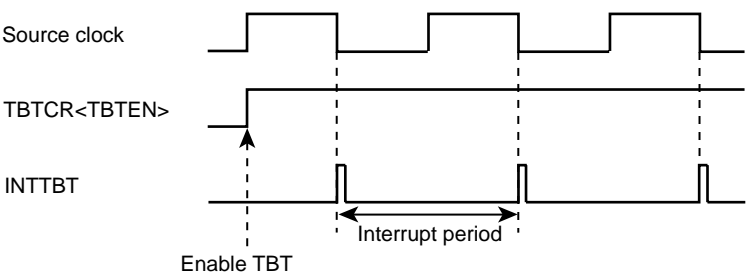 Source clock
TBTCR<TBTEN>
INTTBT
Interrupt period
Enable TBT